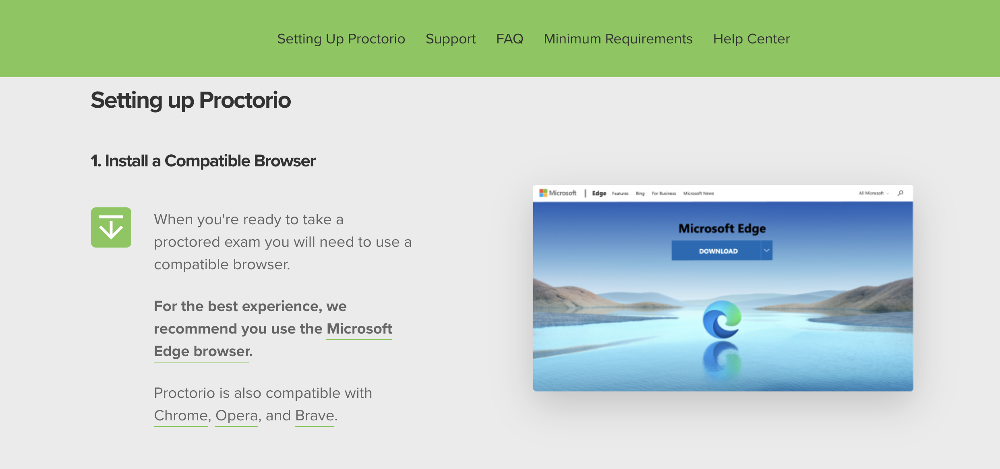 Setting Up Proctorio Support FAQ Minimum Requirements Help Center
Setting up Proctorio
1. Install a Compatible Browser
When you're ready to take a
proctored exam you will need to use a
compatible browser.
For the best experience, we
recommend you use the Microsoft
Edge browser.
Proctorio is also compatible with
Chrome, Opera, and Brave.
Microsoft | Edge Features Bing For Business Microsoft News All Microsoft
Microsoft Edge
DOWNLOAD